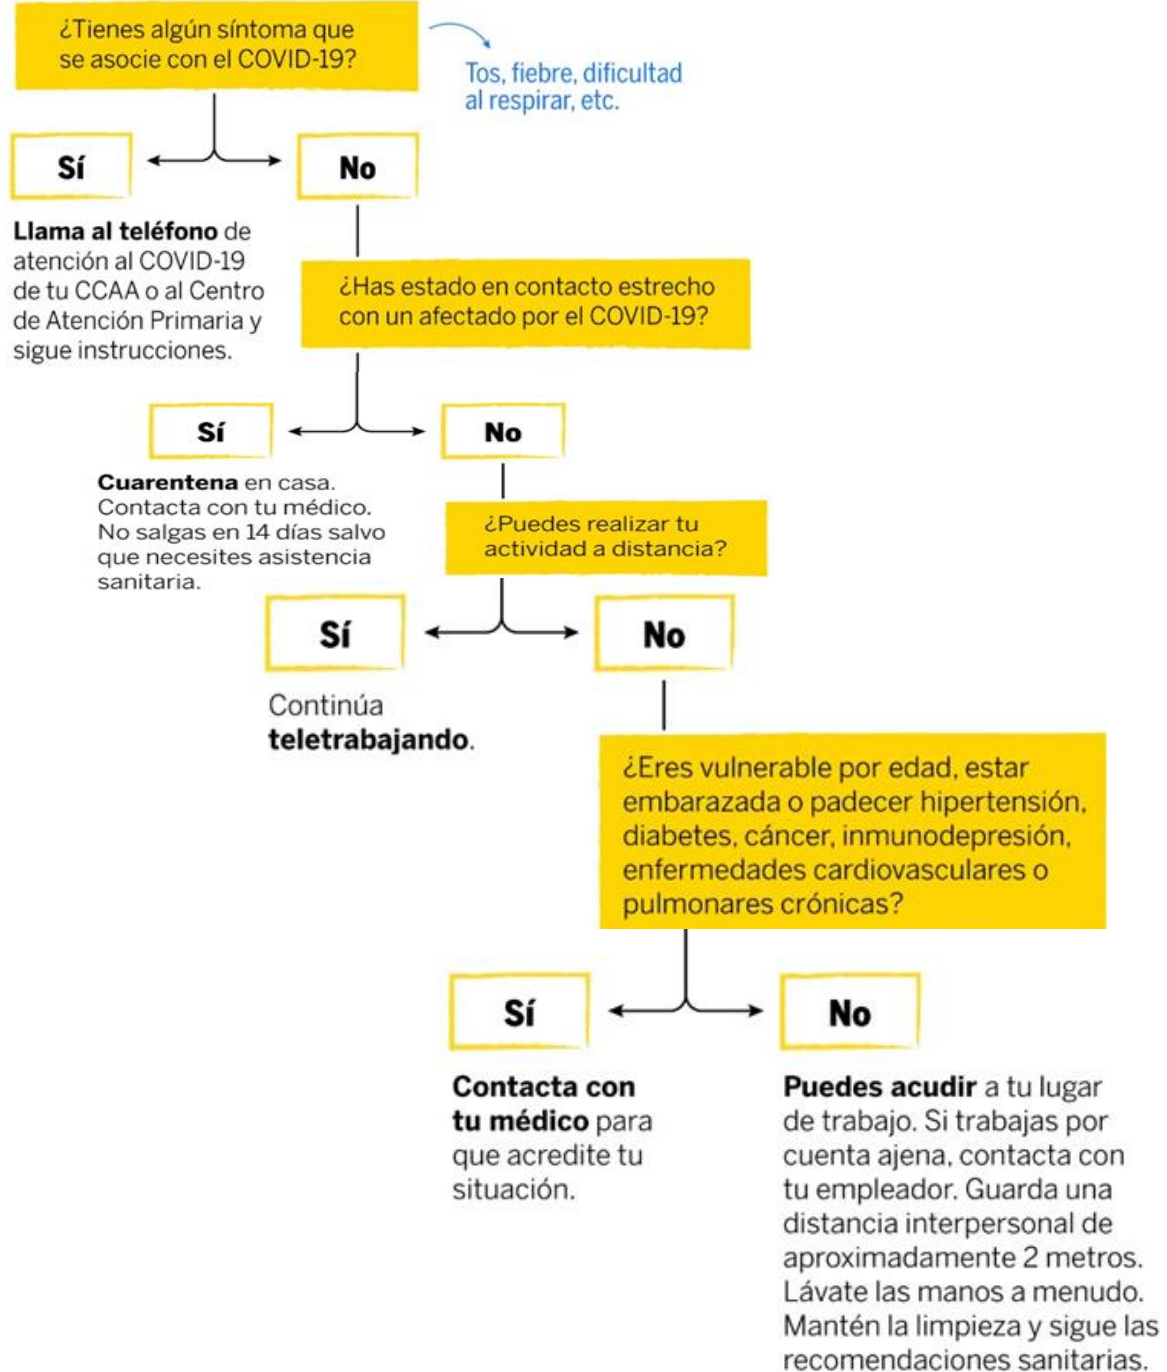 ¿Tienes algún síntoma que
se asocie con el COVID-19?
Tos, fiebre, dificultad
al respirar, etc.
Sí
No
Llama al teléfono de
atención al COVID-19
de tu CCAA o al Centro
de Atención Primaria y
sigue instrucciones.
¿Has estado en contacto estrecho
con un afectado por el COVID-19?
Sí
No
Cuarentena en casa.
Contacta con tu médico.
No salgas en 14 días salvo
que necesites asistencia
sanitaria.
¿Puedes realizar tu
actividad a distancia?
Sí
No
Continúa
teletrabajando.
¿Eres vulnerable por edad, estar
embarazada o padecer hipertensión,
diabetes, cáncer, inmunodepresión,
enfermedades cardiovasculares o
pulmonares crónicas?
Sí
No
Contacta con
tu médico para
que acredite tu
situación.
Puedes acudir a tu lugar
de trabajo. Si trabajas por
cuenta ajena, contacta con
tu empleador. Guarda una
distancia interpersonal de
aproximadamente 2 metros.
Lávate las manos a menudo.
Mantén la limpieza y sigue las
recomendaciones sanitarias.